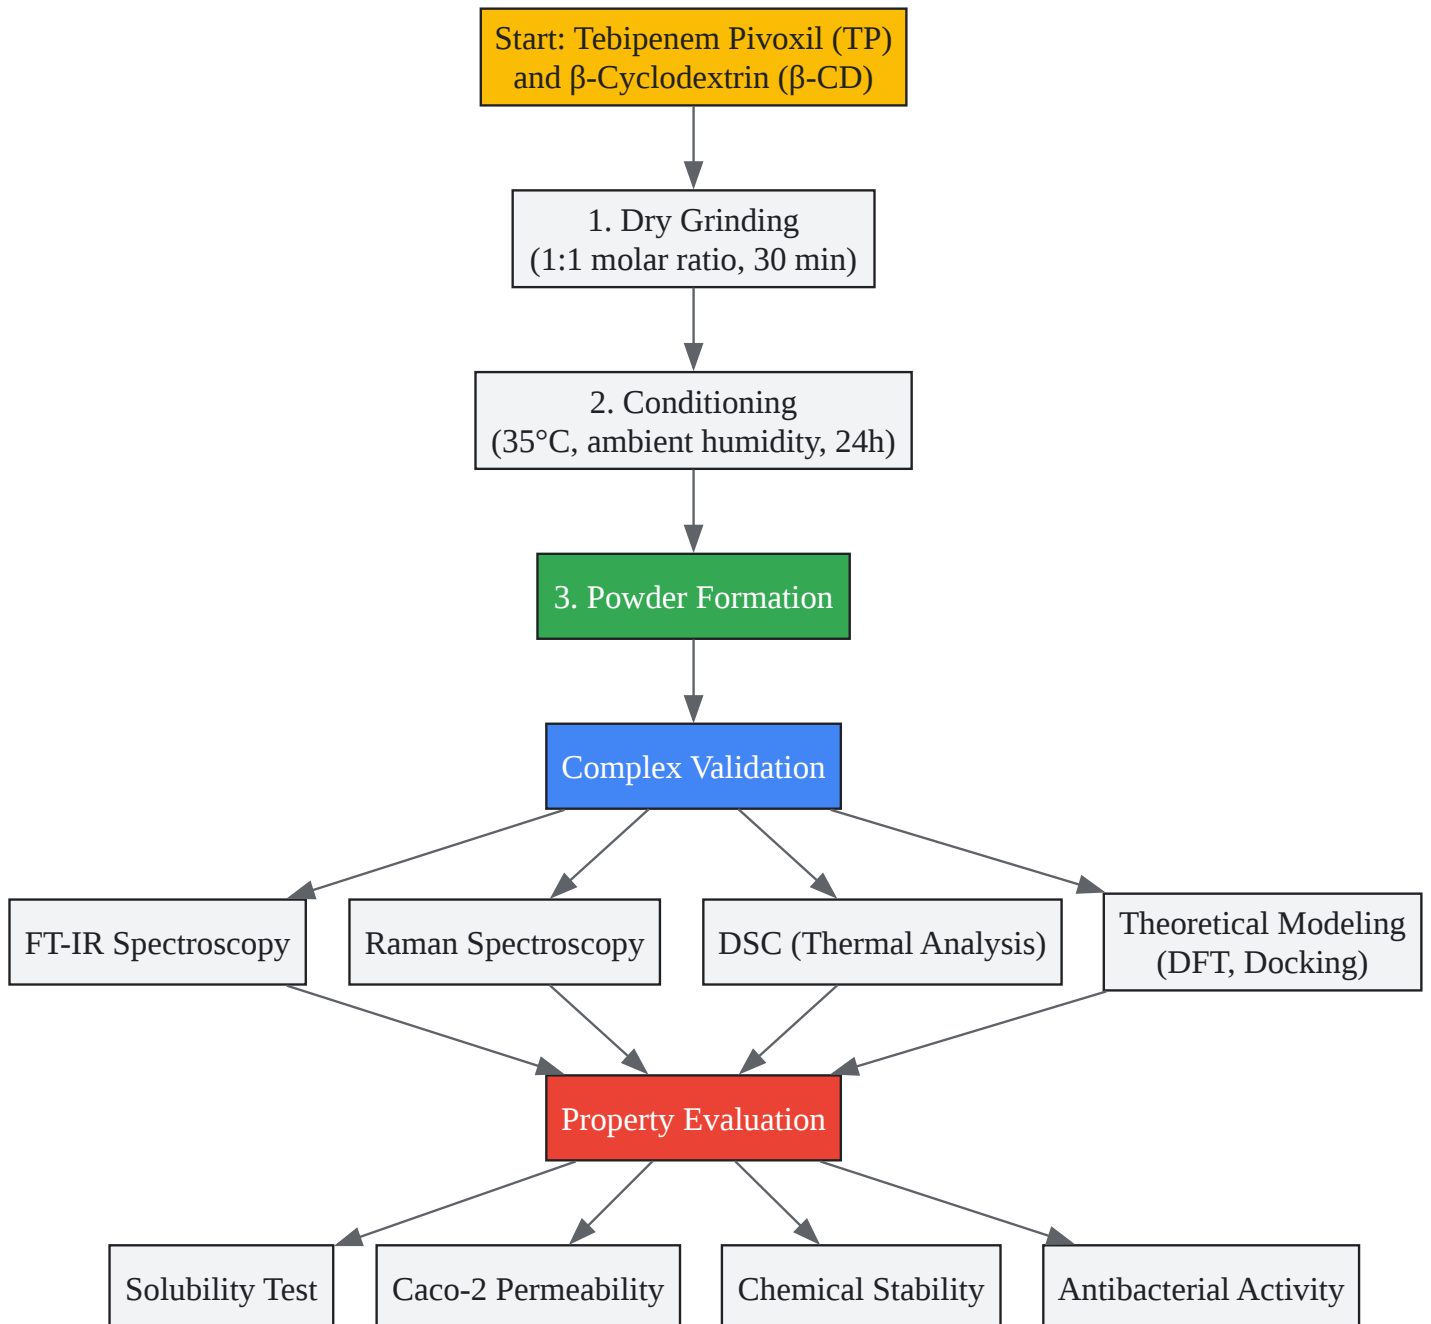 Start: Tebipenem Pivoxil (TP)
and β-Cyclodextrin (β-CD)
1. Dry Grinding
(1:1 molar ratio, 30 min)
2. Conditioning
(35°C, ambient humidity, 24h)
3. Powder Formation
Complex Validation
FT-IR Spectroscopy
Raman Spectroscopy
DSC (Thermal Analysis)
Theoretical Modeling
(DFT, Docking)
Property Evaluation
Solubility Test
Caco-2 Permeability
Chemical Stability
Antibacterial Activity